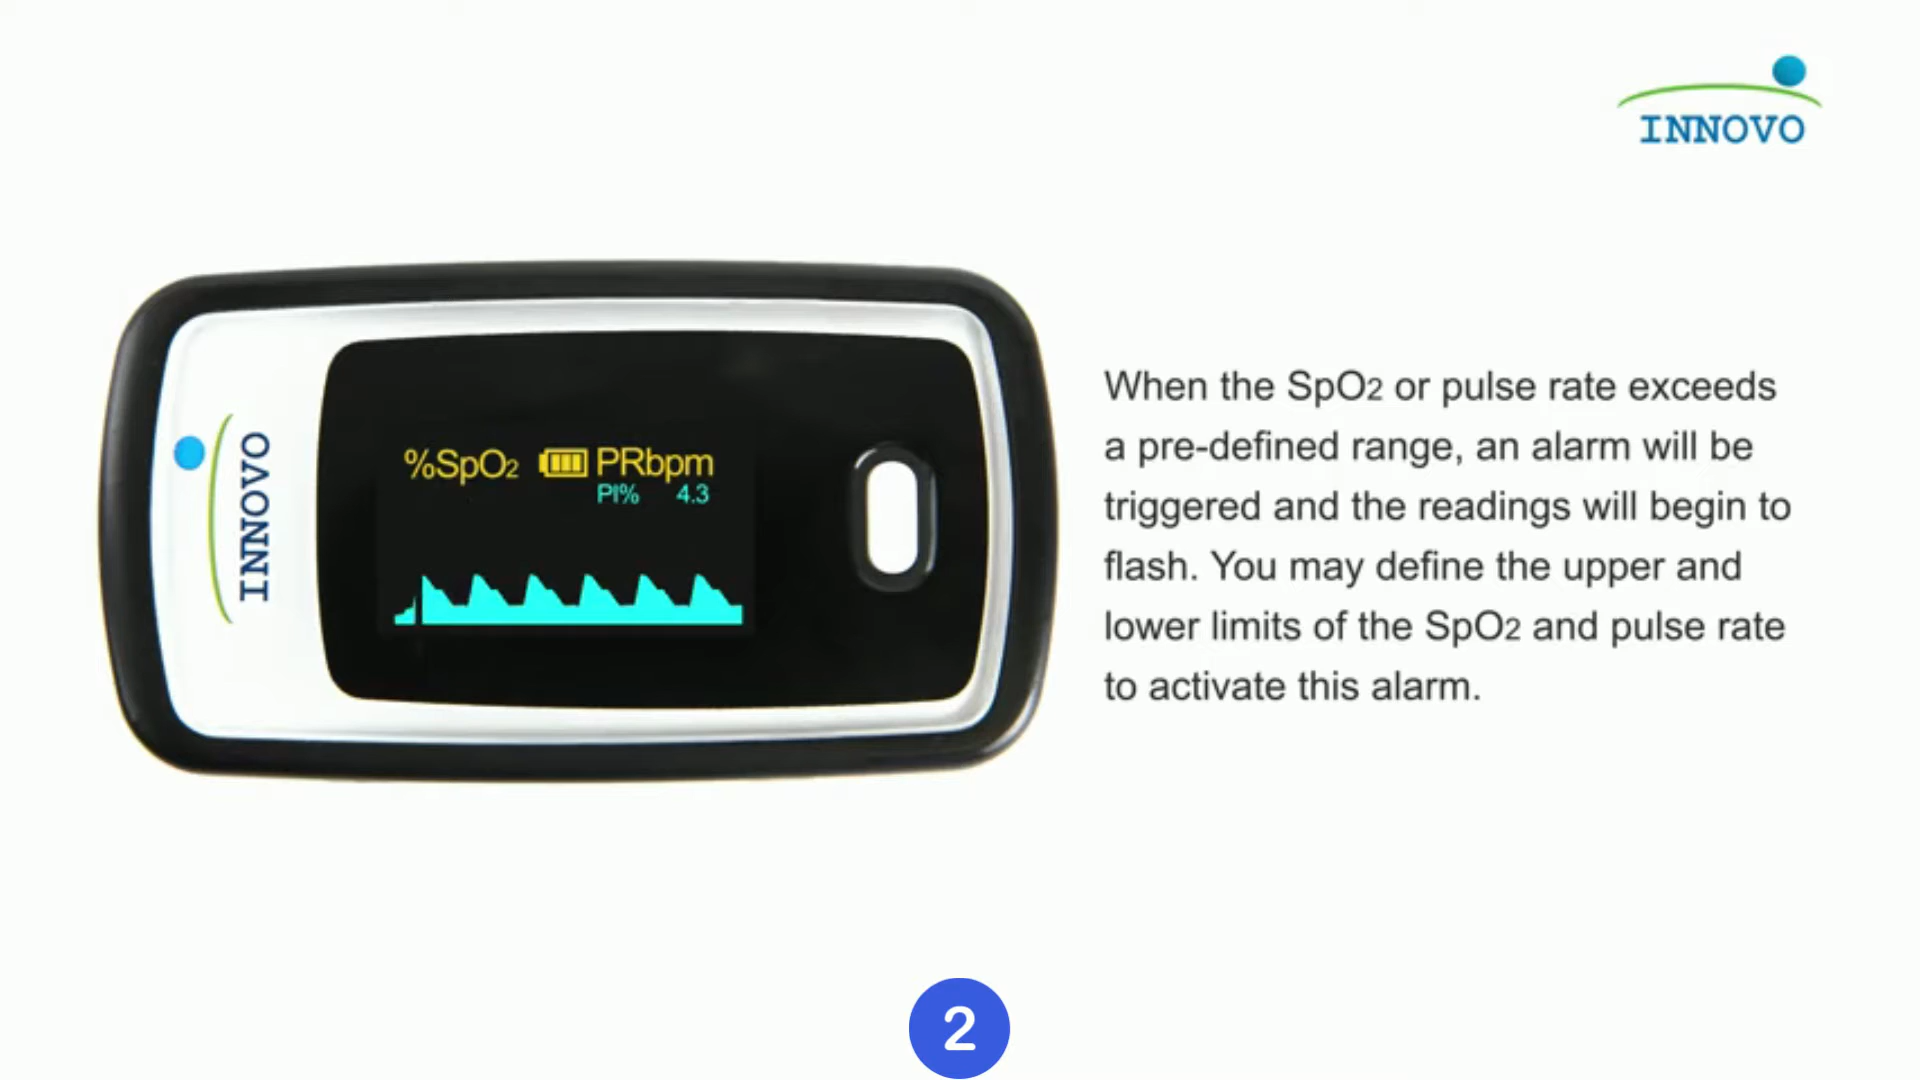 INNOVO
INNOVO
%SpO2 PRbpm
PI% 4.3
When the SpO2 or pulse rate exceeds
a pre-defined range, an alarm will be
triggered and the readings will begin to
flash. You may define the upper and
lower limits of the SpO2 and pulse rate
to activate this alarm.
2